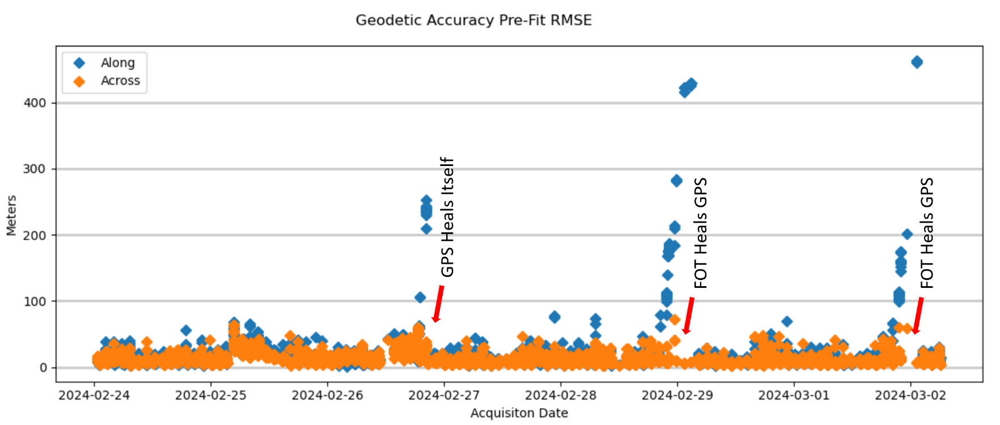 Geodetic Accuracy Pre-Fit RMSE
Along
Across
400
300
200
100
0
Meters
GPS Heals Itself
FOT Heals GPS
FOT Heals GPS
2024-02-24
2024-02-25
2024-02-26
2024-02-27
2024-02-28
2024-02-29
2024-03-01
2024-03-02
Acquisiton Date